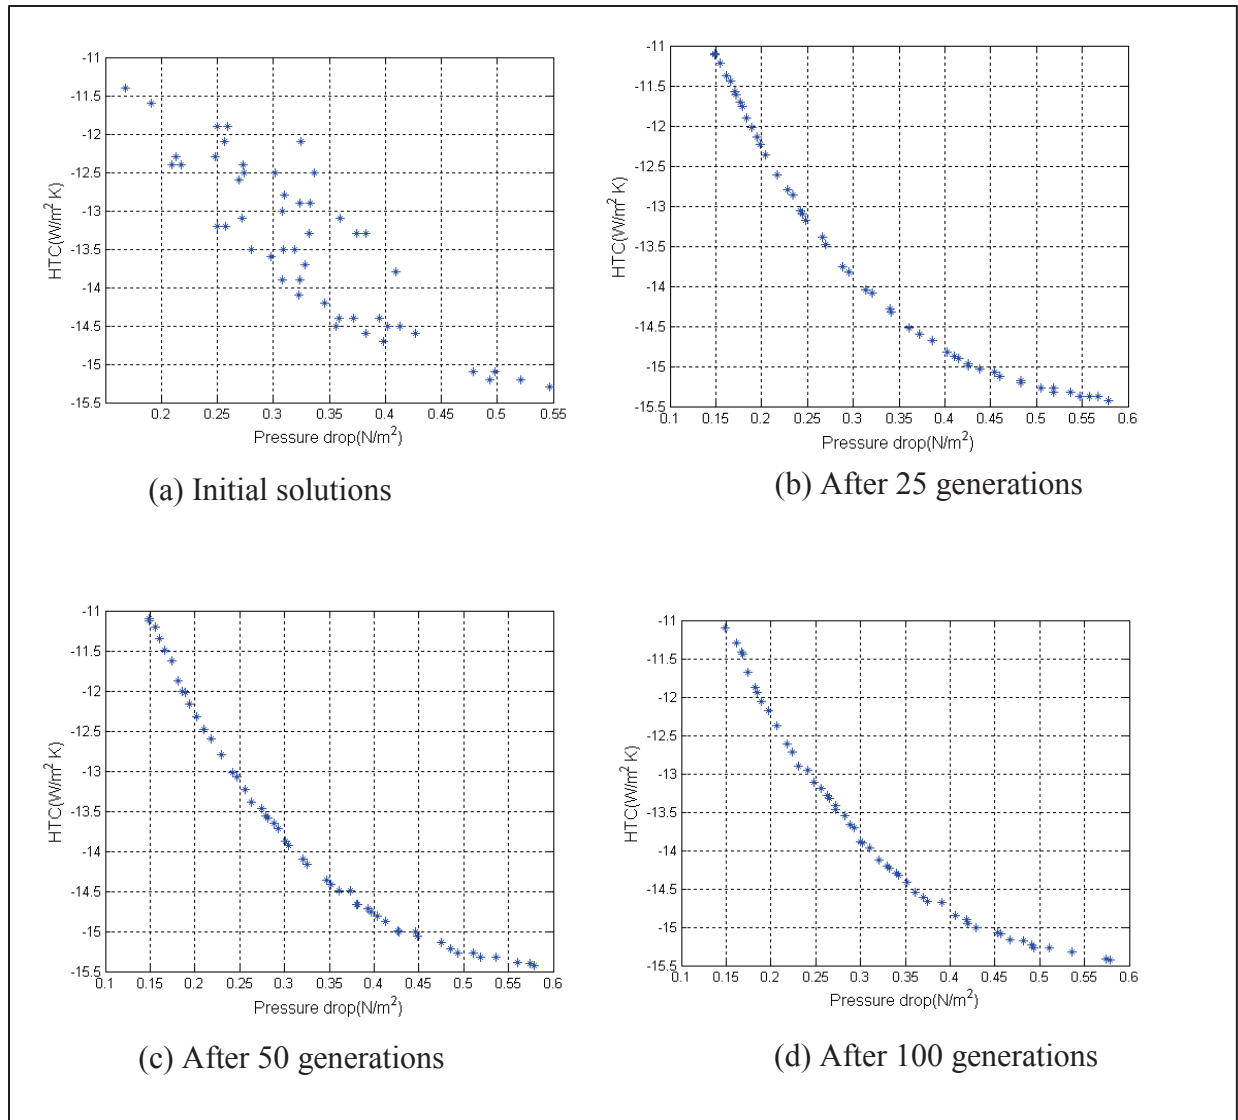 -11
-11.5
-12
-12.5
-13
-13.5
-14
-14.5
-15
-15.5
HTC(W/m² K)
0.2 0.25 0.3 0.35 0.4 0.45 0.5 0.55
Pressure drop(N/m²)
(a) Initial solutions
-11
-11.5
-12
-12.5
-13
-13.5
-14
-14.5
-15
-15.5
HTC(W/m² K)
0.1 0.15 0.2 0.25 0.3 0.35 0.4 0.45 0.5 0.55 0.6
Pressure drop(N/m²)
(b) After 25 generations
-11
-11.5
-12
-12.5
-13
-13.5
-14
-14.5
-15
-15.5
HTC(W/m² K)
0.1 0.15 0.2 0.25 0.3 0.35 0.4 0.45 0.5 0.55 0.6
Pressure drop(N/m²)
(c) After 50 generations
-11
-11.5
-12
-12.5
-13
-13.5
-14
-14.5
-15
-15.5
HTC(W/m² K)
0.1 0.15 0.2 0.25 0.3 0.35 0.4 0.45 0.5 0.55 0.6
Pressure drop(N/m²)
(d) After 100 generations